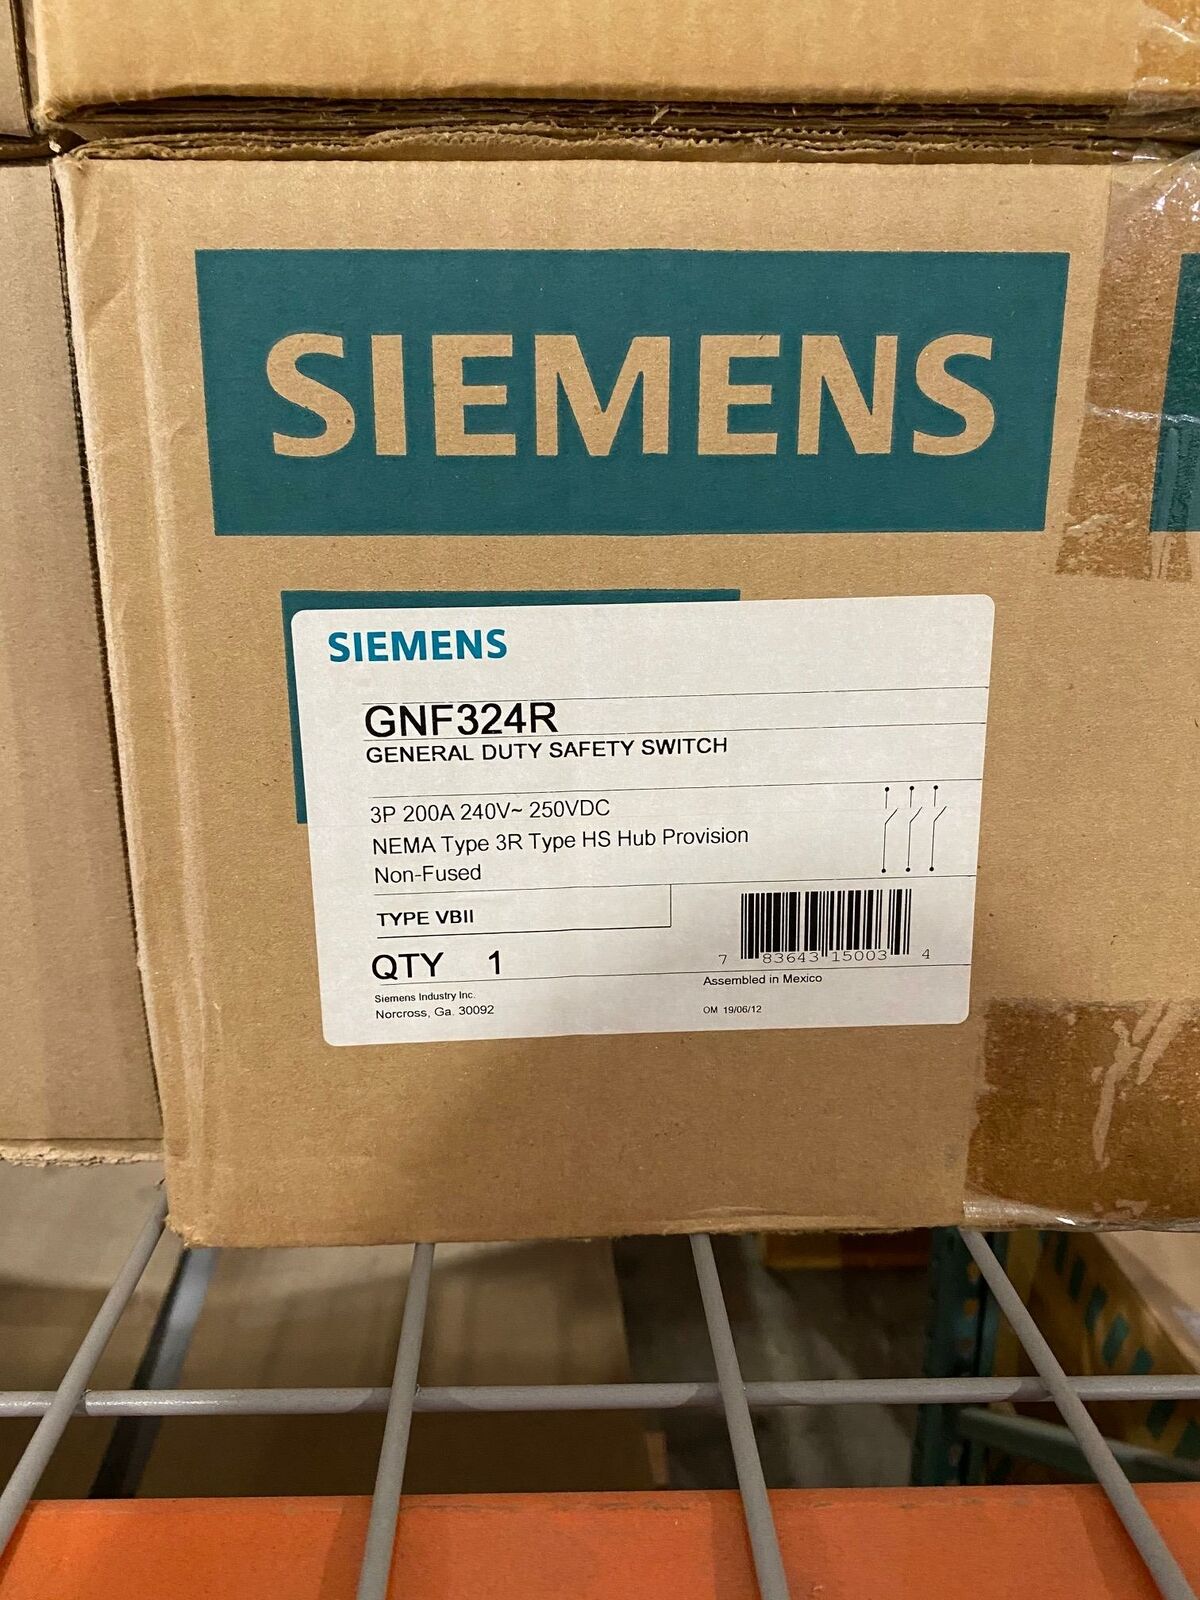 SIEMENS
SIEMENS
GNF324R
GENERAL DUTY SAFETY SWITCH
3P 200A 240V~ 250VDC
NEMA Type 3R Type HS Hub Provision
Non-Fused
TYPE VBII
QTY 1
7 83643 15003 4
Assembled in Mexico
Siemens Industry Inc.
Norcross, Ga. 30092
OM 19/06/12